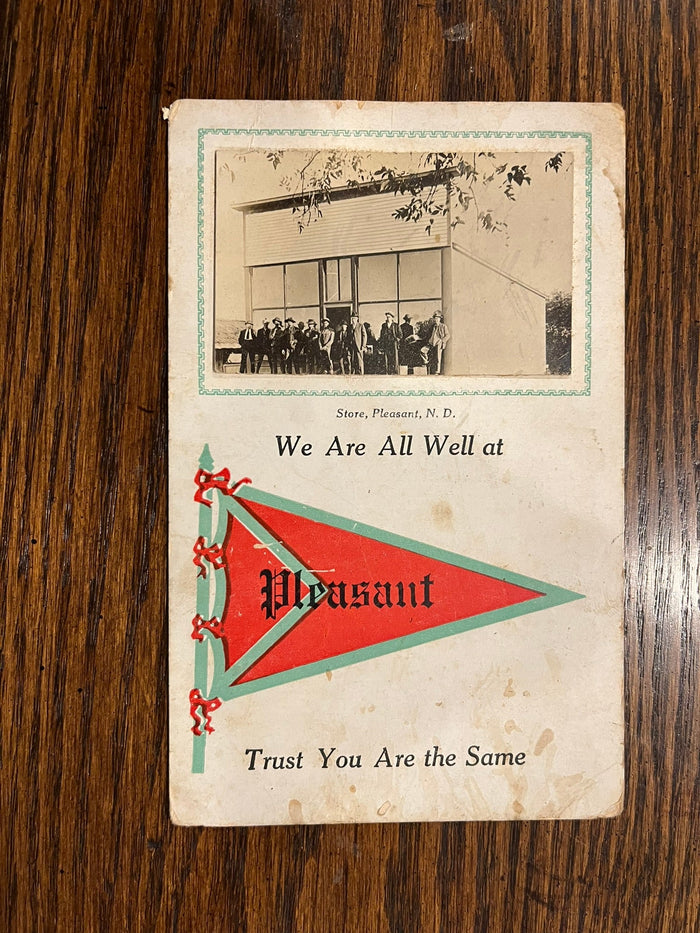 Store, Pleasant, N. D.
We Are All Well at
Pleasant
Trust You Are the Same